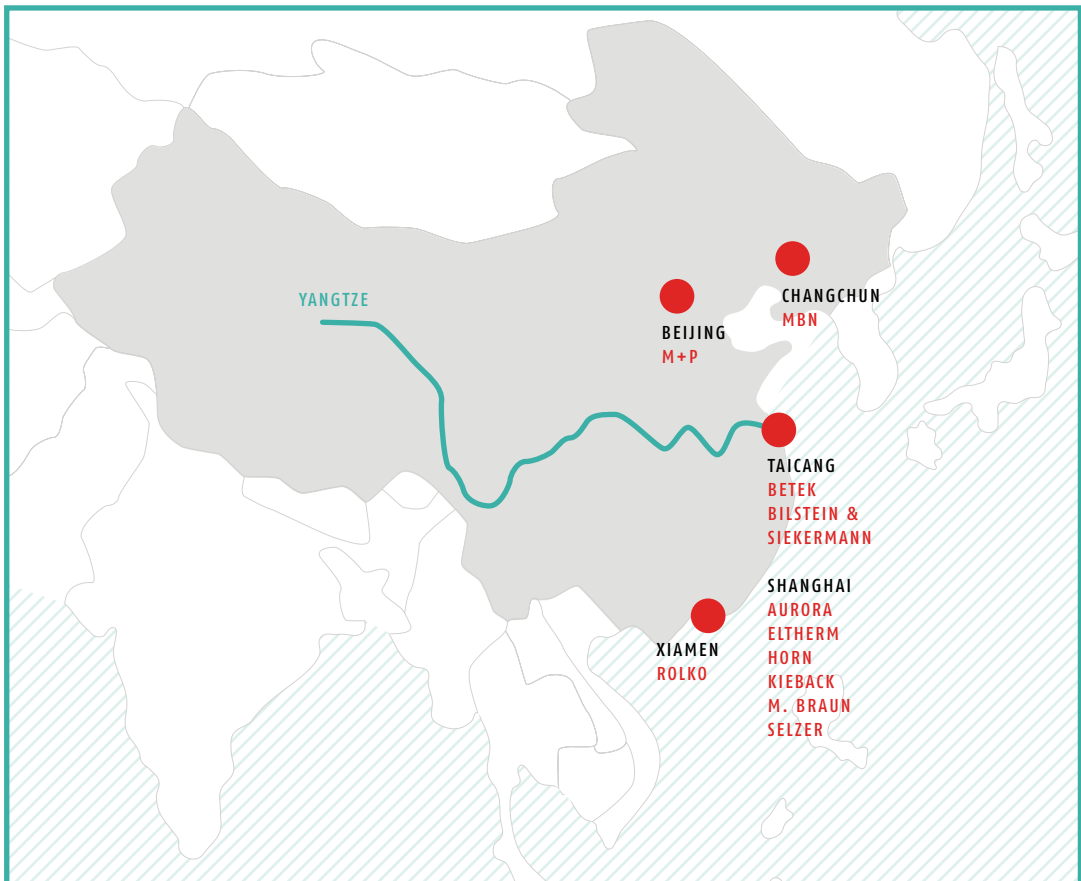 YANGTZE
CHANGCHUN
MBN
BEIJING
M+P
TAICANG
BETEK
BILSTEIN &
SIEKERMANN
SHANGHAI
AURORA
ELTHERM
HORN
KIEBACK
M. BRAUN
SELZER
XIAMEN
ROLKO